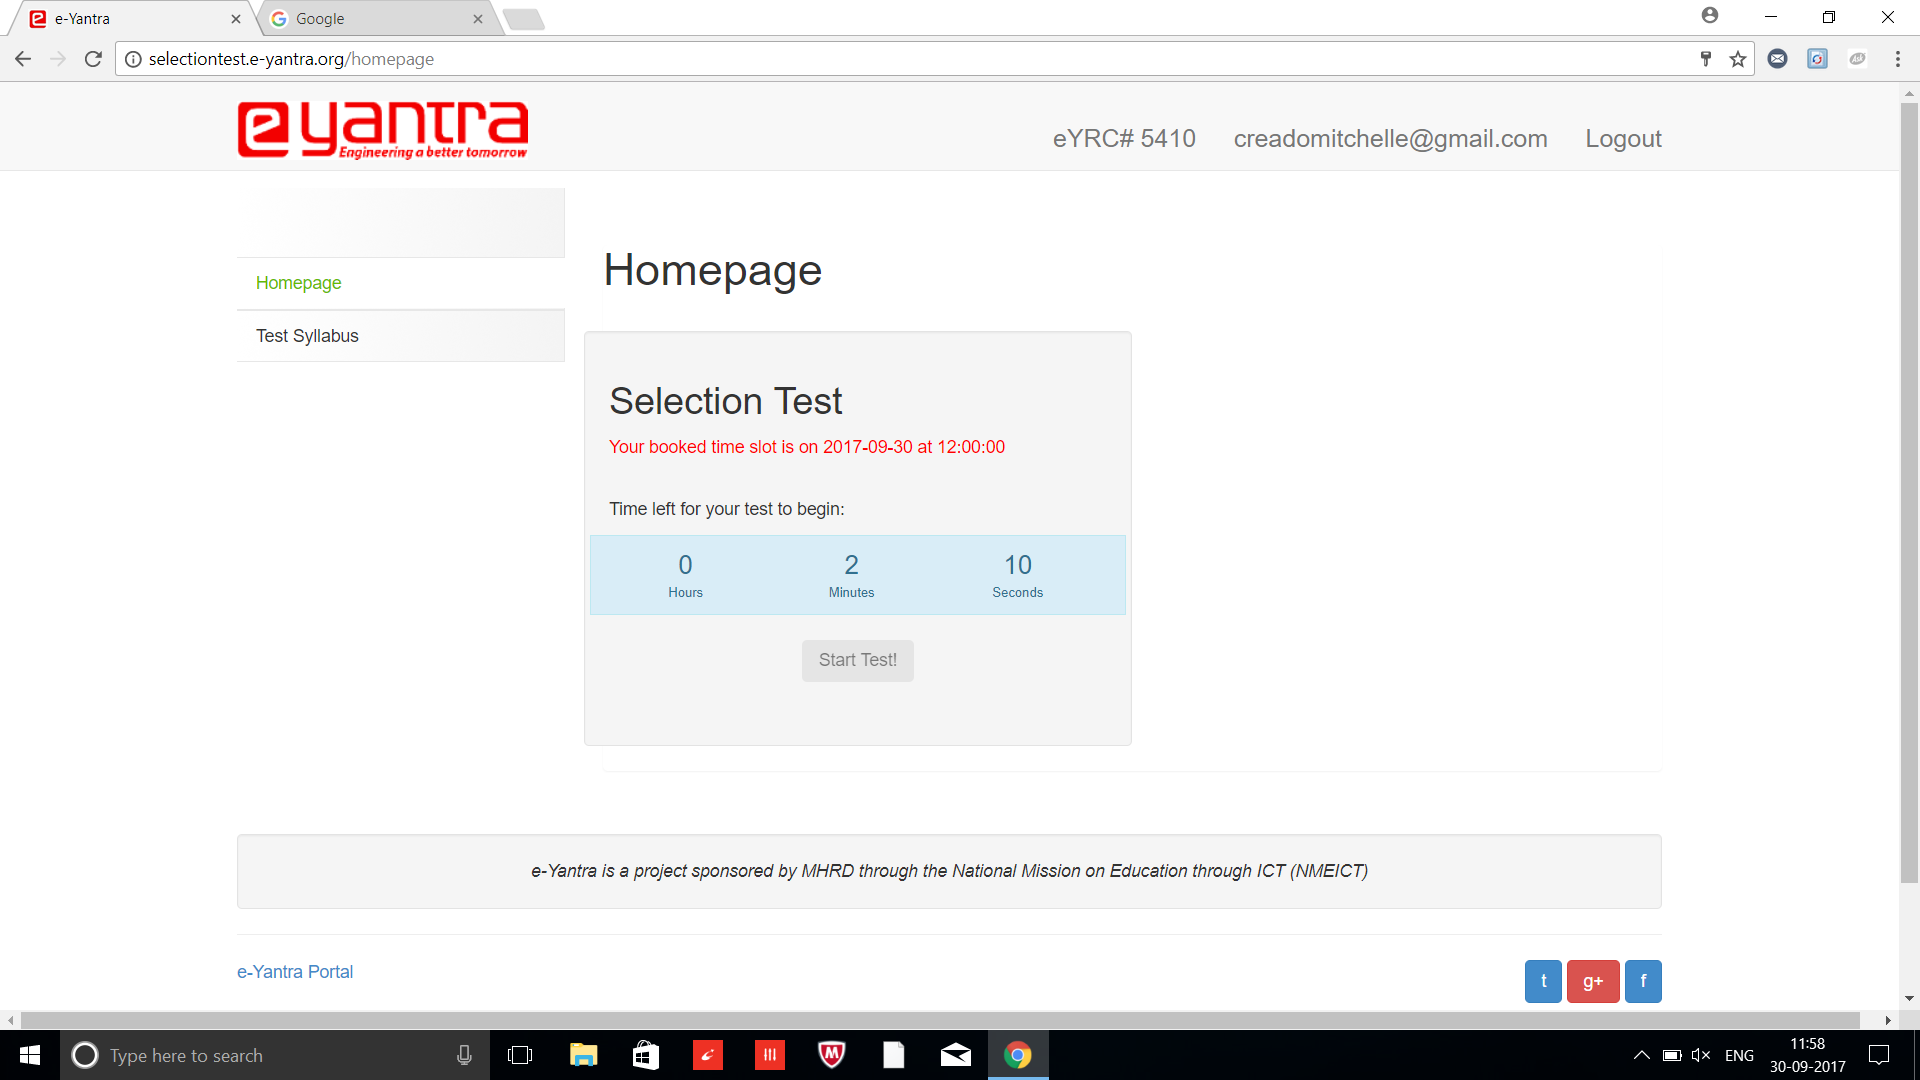 e-Yantra
Google
selectiontest.e-yantra.org/homepage
e yantra
Engineering a better tomorrow
eYRC# 5410 creadomitchelle@gmail.com Logout
Homepage
Test Syllabus
Homepage
Selection Test
Your booked time slot is on 2017-09-30 at 12:00:00
Time left for your test to begin:
0 2 10
Hours Minutes Seconds
Start Test!
e-Yantra is a project sponsored by MHRD through the National Mission on Education through ICT (NMEICT)
e-Yantra Portal
t g+ f
Type here to search
ENG
11:58
30-09-2017